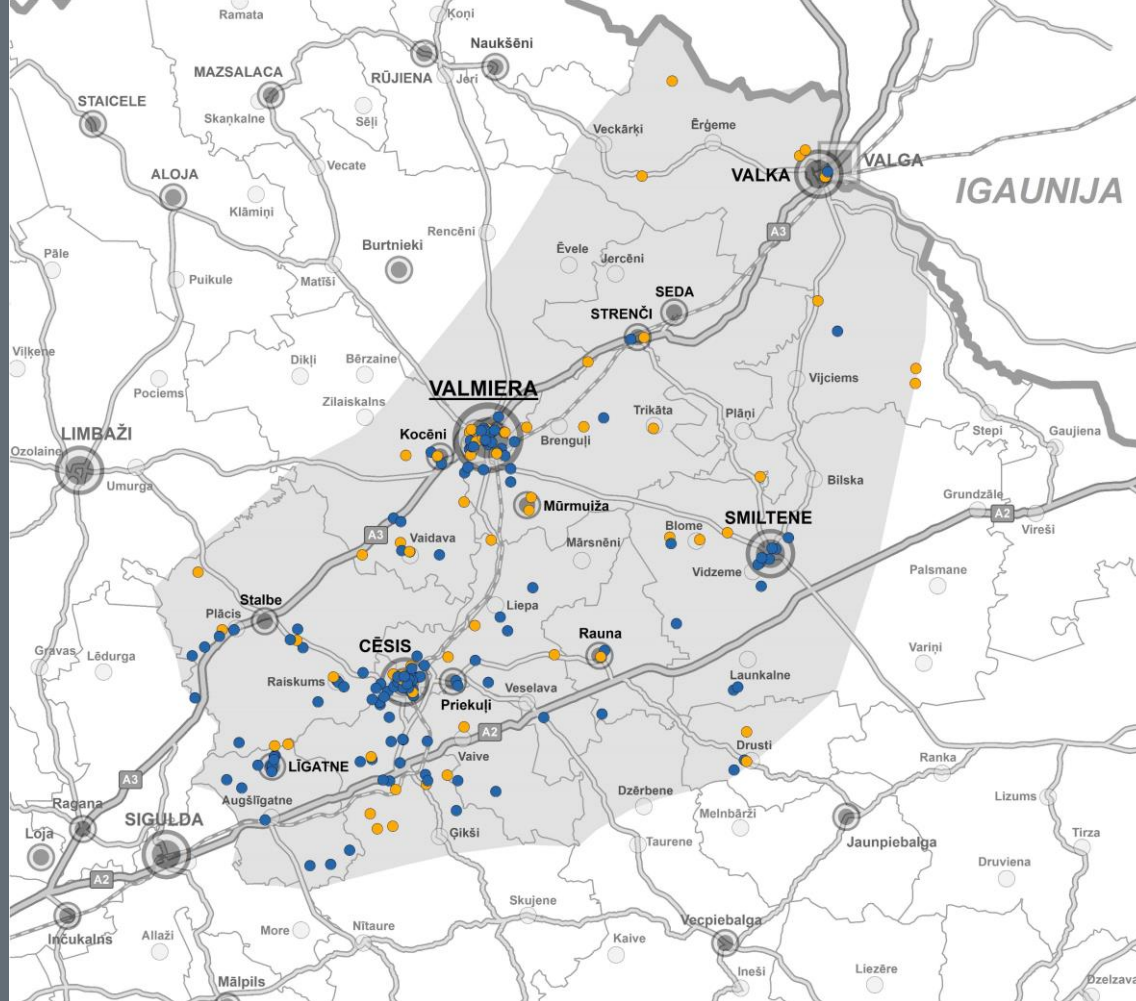 Ramata
Ķoņi
Naukšēni
RŪJIENA
Jeri
MAZSALACA
STAICELE
Skaņkalne
Sēļi
Veckārķi
Ērģeme
VALKA
VALGA
Vecate
ALOJA
Klāmiņi
IGAUNIJA
Rencēni
A3
Burtnieki
Ēvele
Jercēni
Pāle
Puikule
Matīši
SEDA
STRENČI
Viļķene
Dikļi
Bērzaine
Pociems
Vijciems
VALMIERA
Zilaiskalns
Trikāta
Plāņi
LIMBAŽI
Kocēni
Brenguļi
Stepi
Gaujiena
Ozolaine
Umurga
Bilska
Grundzāle
A2
Vireši
Mūrmuiža
SMILTENE
A3
Vaidava
Blome
Mārsnēni
Vidzeme
Palsmane
Stalbe
Plācis
Liepa
Rauna
CĒSIS
Variņi
Gravas
Lēdurga
Raiskums
Launkalne
Priekuļi
Veselava
A2
LĪGATNE
Vaive
Drusti
Ranka
A3
Augšlīgatne
Dzērbene
Ragana
SIGULDA
Melnbārži
Lizums
Loja
Ģikši
Taurene
Jaunpiebalga
Tirza
A2
Druviena
Inčukalns
Skujene
Vecpiebalga
Allaži
More
Nītaure
Kaive
Mālpils
Ineši
Liezēre
Dzelzava